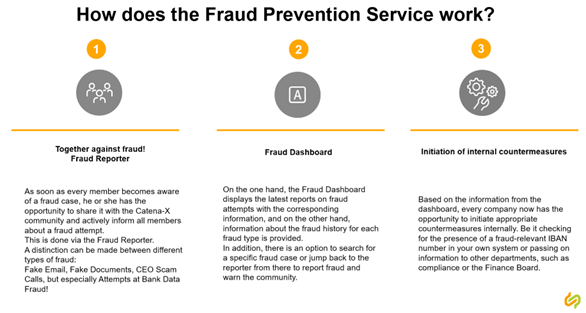 How does the Fraud Prevention Service work?
1
2
3
A
Together against fraud!
Fraud Reporter
Fraud Dashboard
Initiation of internal countermeasures
As soon as every member becomes aware
of a fraud case, he or she has the
opportunity to share it with the Catena-X
community and actively inform all members
about a fraud attempt.
This is done via the Fraud Reporter.
A distinction can be made between different
types of fraud:
Fake Email, Fake Documents, CEO Scam
Calls, but especially Attempts at Bank Data
Fraud!
On the one hand, the Fraud Dashboard
displays the latest reports on fraud
attempts with the corresponding
information, and on the other hand,
information about the fraud history for each
fraud type is provided.
In addition, there is an option to search for
a specific fraud case or jump back to the
reporter from there to report fraud and
warn the community.
Based on the information from the
dashboard, every company now has the
opportunity to initiate appropriate
countermeasures internally. Be it checking
for the presence of a fraud-relevant IBAN
number in your own system or passing on
information to other departments, such as
compliance or the Finance Board.